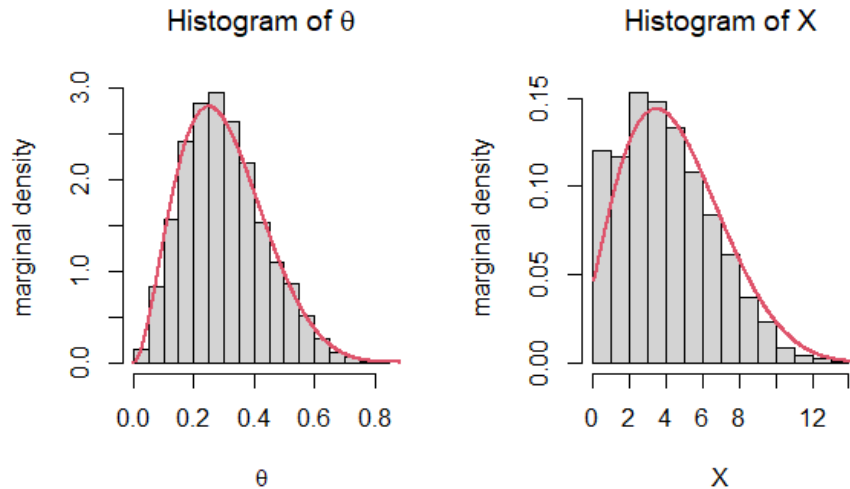 Histogram of θ
marginal density
0.0 1.0 2.0 3.0
0.0 0.2 0.4 0.6 0.8
θ
Histogram of X
marginal density
0.00 0.05 0.10 0.15
0 2 4 6 8 12
X